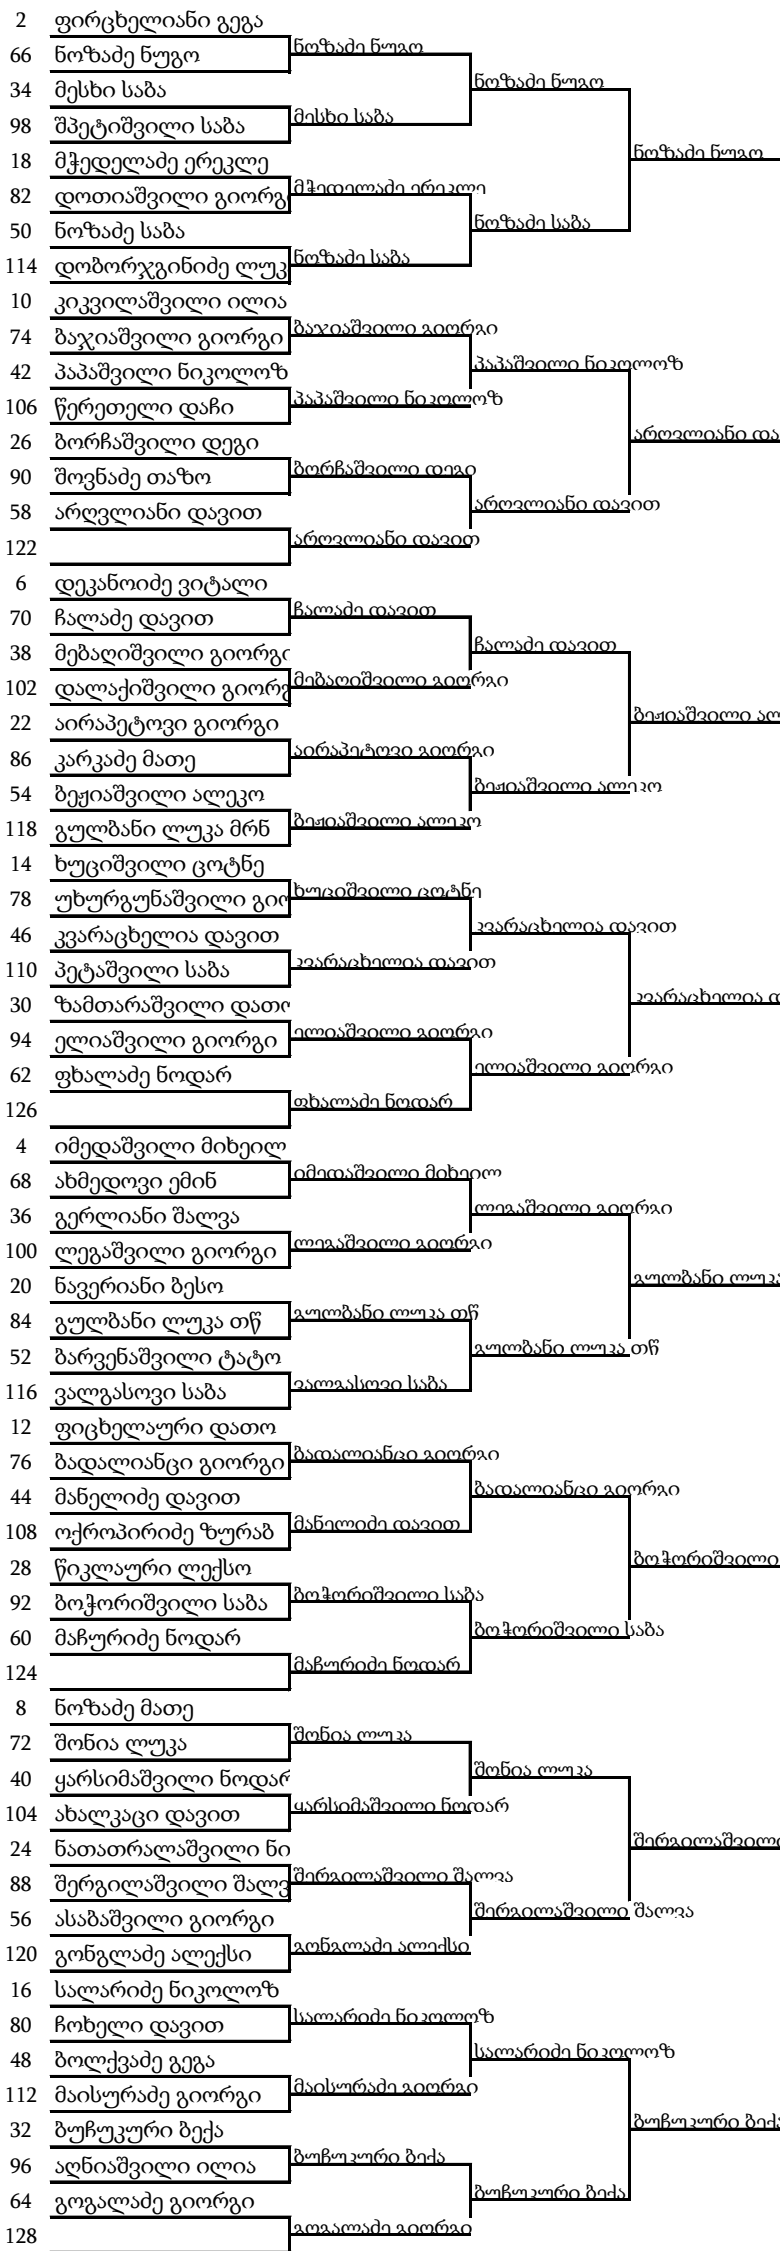 2 ფირცხელიანი გეგა
66 ნოზაძე ნუგო
ნოზაძე ნუგო
34 მესხი საბა
ნოზაძე ნუგო
98 შპეტიშვილი საბა
მესხი საბა
18 მჭედელაძე ერეკლე
ნოზაძე ნუგო
82 დოთიაშვილი გიორგი
მჭედელაძე ერეკლე
50 ნოზაძე საბა
ნოზაძე საბა
114 დობორჯგინიძე ლუკ
ნოზაძე საბა
10 კიკვილაშვილი ილია
74 ბაჯიაშვილი გიორგი
ბაჯიაშვილი გიორგი
42 პაპაშვილი ნიკოლოზ
პაპაშვილი ნიკოლოზ
106 წერეთელი დაჩი
პაპაშვილი ნიკოლოზ
26 ბორჩაშვილი დეგი
არღვლიანი და
90 შოვნაძე თაზო
ბორჩაშვილი დეგი
58 არღვლიანი დავით
არღვლიანი დავით
122
არღვლიანი დავით
6 დეკანოიძე ვიტალი
70 ჩალაძე დავით
ჩალაძე დავით
38 მებაღიშვილი გიორგი
ჩალაძე დავით
102 დალაქიშვილი გიორგ
მებაღიშვილი გიორგი
22 აირაპეტოვი გიორგი
ბეჟიაშვილი ალ
86 კარკაძე მათე
აირაპეტოვი გიორგი
54 ბეჟიაშვილი ალეკო
ბეჟიაშვილი ალეკო
118 გულბანი ლუკა მრნ
ბეჟიაშვილი ალეკო
14 ხუციშვილი ცოტნე
78 უხურგუნაშვილი გიო
ხუციშვილი ცოტნე
46 კვარაცხელია დავით
კვარაცხელია დავით
110 პეტაშვილი საბა
კვარაცხელია დავით
30 ზამთარაშვილი დათო
კვარაცხელია დ
94 ელიაშვილი გიორგი
ელიაშვილი გიორგი
62 ფხალაძე ნოდარ
ელიაშვილი გიორგი
126
ფხალაძე ნოდარ
4 იმედაშვილი მიხეილ
68 ახმედოვი ემინ
იმედაშვილი მიხეილ
36 გერლიანი შალვა
ლეგაშვილი გიორგი
100 ლეგაშვილი გიორგი
ლეგაშვილი გიორგი
20 ნავერიანი ბესო
გულბანი ლუკა
84 გულბანი ლუკა თწ
გულბანი ლუკა თწ
52 ბარვენაშვილი ტატო
გულბანი ლუკა თწ
116 ვალგასოვი საბა
ვალგასოვი საბა
12 ფიცხელაური დათო
76 ბადალიანცი გიორგი
ბადალიანცი გიორგი
44 მანელიძე დავით
ბადალიანცი გიორგი
108 ოქროპირიძე ზურაბ
მანელიძე დავით
28 წიკლაური ლექსო
ბოჭორიშვილი
92 ბოჭორიშვილი საბა
ბოჭორიშვილი საბა
60 მაჩურიძე ნოდარ
ბოჭორიშვილი საბა
124
მაჩურიძე ნოდარ
8 ნოზაძე მათე
72 შონია ლუკა
შონია ლუკა
40 ყარსიმაშვილი ნოდარ
შონია ლუკა
104 ახალკაცი დავით
ყარსიმაშვილი ნოდარ
24 ნათათრალაშვილი ნი
შერგილაშვილი
88 შერგილაშვილი შალვ
შერგილაშვილი შალვა
56 ასაბაშვილი გიორგი
შერგილაშვილი შალვა
120 გონგლაძე ალექსი
გონგლაძე ალექსი
16 სალარიძე ნიკოლოზ
80 ჩოხელი დავით
სალარიძე ნიკოლოზ
48 ბოლქვაძე გეგა
სალარიძე ნიკოლოზ
112 მაისურაძე გიორგი
მაისურაძე გიორგი
32 ბუჩუკური ბექა
ბუჩუკური ბექა
96 აღნიაშვილი ილია
ბუჩუკური ბექა
64 გოგალაძე გიორგი
ბუჩუკური ბექა
128
გოგალაძე გიორგი